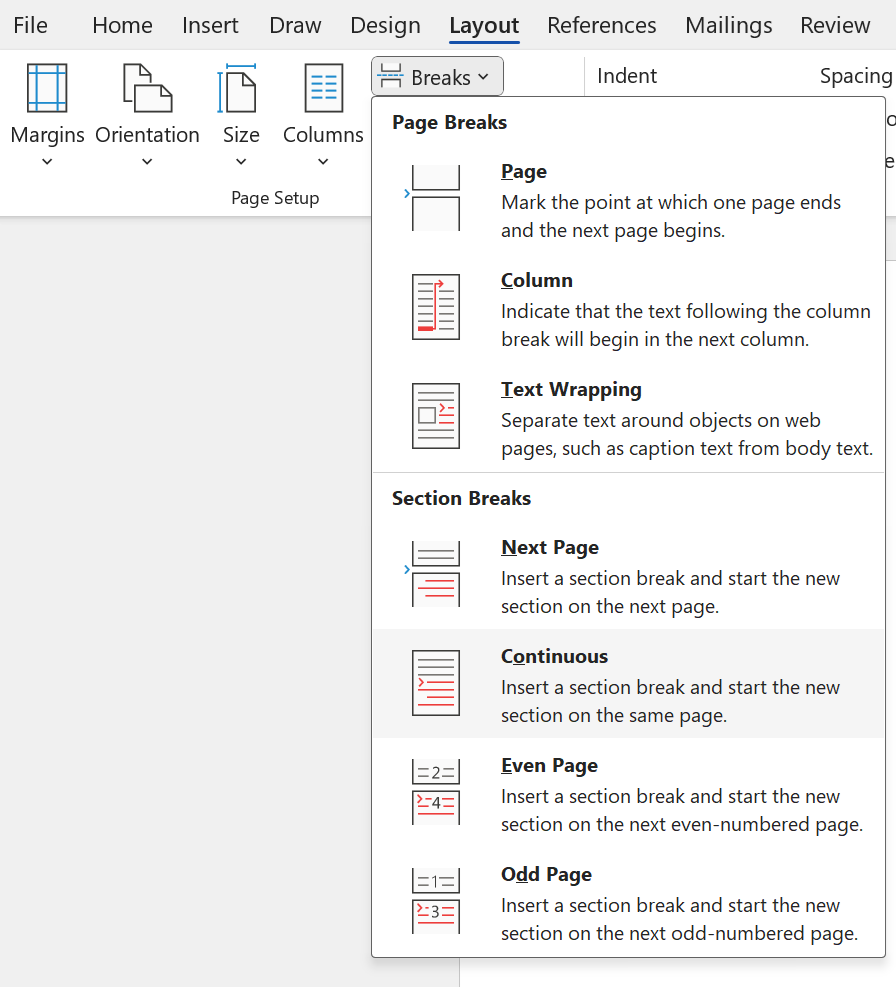 File Home Insert Draw Design Layout References Mailings Review
Breaks Indent Spacing
Margins Orientation Size Columns
Page Setup
Page Breaks
Page
Mark the point at which one page ends
and the next page begins.
Column
Indicate that the text following the column
break will begin in the next column.
Text Wrapping
Separate text around objects on web
pages, such as caption text from body text.
Section Breaks
Next Page
Insert a section break and start the new
section on the next page.
Continuous
Insert a section break and start the new
section on the same page.
2
4
Even Page
Insert a section break and start the new
section on the next even-numbered page.
1
3
Odd Page
Insert a section break and start the new
section on the next odd-numbered page.